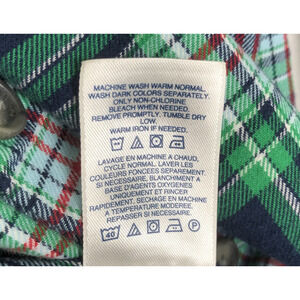 MACHINE WASH WARM NORMAL.
WASH DARK COLORS SEPARATELY.
ONLY NON-CHLORINE
BLEACH WHEN NEEDED.
REMOVE PROMPTLY. TUMBLE DRY
LOW.
WARM IRON IF NEEDED.
LAVAGE EN MACHINE A CHAUD,
CYCLE NORMAL. LAVER LES
COULEURS FONCEES SEPAREMENT.
BLANCHIMENT A
BASE D'AGENTS OXYGENES
UNIQUEMENT ET RINCER
RAPIDEMENT. SECHAGE EN MACHINE
A TEMPERATURE MODEREE.
REPASSER SI NECESSAIRE.
40 P